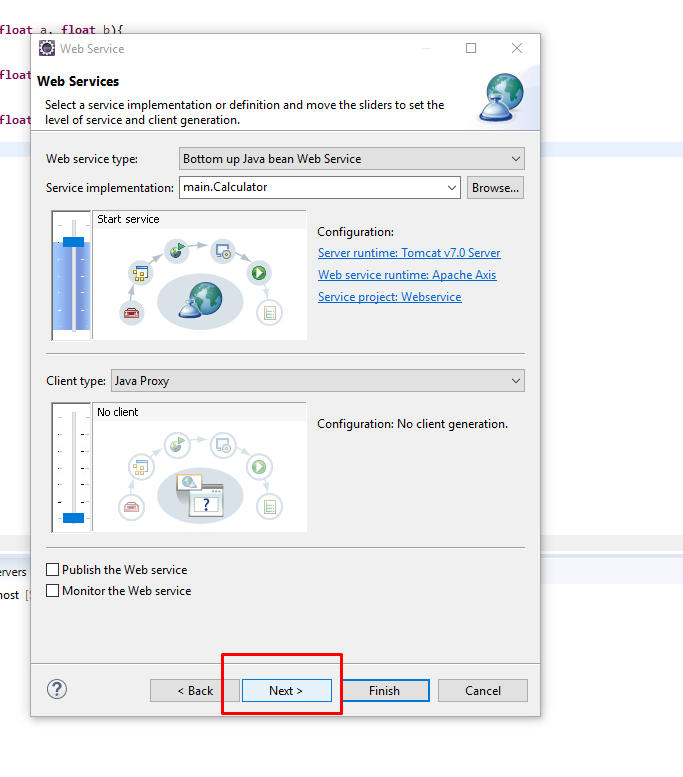 float a, float b){
Web Service
float
Web Services
Select a service implementation or definition and move the sliders to set the
level of service and client generation.
float
Web service type: Bottom up Java bean Web Service
Service implementation: main.Calculator Browse...
Start service
Configuration:
Server runtime: Tomcat v7.0 Server
Web service runtime: Apache Axis
Service project: Webservice
Client type: Java Proxy
No client
Configuration: No client generation.
?
Publish the Web service
ervers
Monitor the Web service
host [
? < Back Next > Finish Cancel